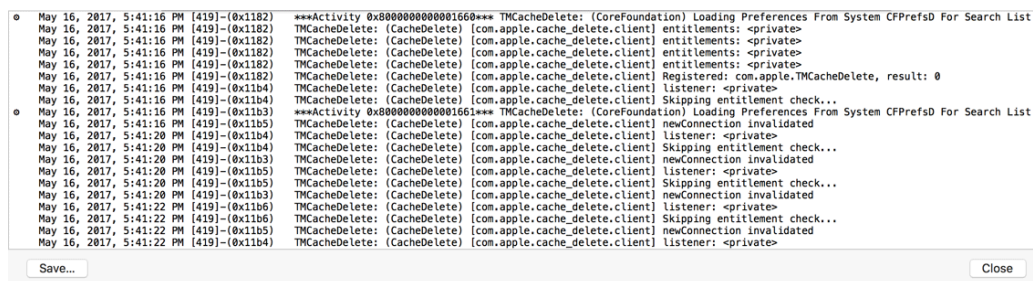 May 16, 2017, 5:41:16 PM [419]-(0x1182) ***Activity 0x8000000000001660*** TMCacheDelete: (CoreFoundation) Loading Preferences From System CFPrefsD For Search List
May 16, 2017, 5:41:16 PM [419]-(0x1182) TMCacheDelete: (CacheDelete) [com.apple.cache_delete.client] entitlements: <private>
May 16, 2017, 5:41:16 PM [419]-(0x1182) TMCacheDelete: (CacheDelete) [com.apple.cache_delete.client] entitlements: <private>
May 16, 2017, 5:41:16 PM [419]-(0x1182) TMCacheDelete: (CacheDelete) [com.apple.cache_delete.client] entitlements: <private>
May 16, 2017, 5:41:16 PM [419]-(0x1182) TMCacheDelete: (CacheDelete) [com.apple.cache_delete.client] entitlements: <private>
May 16, 2017, 5:41:16 PM [419]-(0x1182) TMCacheDelete: (CacheDelete) [com.apple.cache_delete.client] Registered: com.apple.TMCacheDelete, result: 0
May 16, 2017, 5:41:16 PM [419]-(0x11b4) TMCacheDelete: (CacheDelete) [com.apple.cache_delete.client] listener: <private>
May 16, 2017, 5:41:16 PM [419]-(0x11b4) TMCacheDelete: (CacheDelete) [com.apple.cache_delete.client] Skipping entitlement check...
May 16, 2017, 5:41:16 PM [419]-(0x11b3) ***Activity 0x8000000000001661*** TMCacheDelete: (CoreFoundation) Loading Preferences From System CFPrefsD For Search List
May 16, 2017, 5:41:16 PM [419]-(0x11b5) TMCacheDelete: (CacheDelete) [com.apple.cache_delete.client] newConnection invalidated
May 16, 2017, 5:41:20 PM [419]-(0x11b4) TMCacheDelete: (CacheDelete) [com.apple.cache_delete.client] listener: <private>
May 16, 2017, 5:41:20 PM [419]-(0x11b4) TMCacheDelete: (CacheDelete) [com.apple.cache_delete.client] Skipping entitlement check...
May 16, 2017, 5:41:20 PM [419]-(0x11b3) TMCacheDelete: (CacheDelete) [com.apple.cache_delete.client] newConnection invalidated
May 16, 2017, 5:41:20 PM [419]-(0x11b5) TMCacheDelete: (CacheDelete) [com.apple.cache_delete.client] listener: <private>
May 16, 2017, 5:41:20 PM [419]-(0x11b5) TMCacheDelete: (CacheDelete) [com.apple.cache_delete.client] Skipping entitlement check...
May 16, 2017, 5:41:20 PM [419]-(0x11b3) TMCacheDelete: (CacheDelete) [com.apple.cache_delete.client] newConnection invalidated
May 16, 2017, 5:41:22 PM [419]-(0x11b6) TMCacheDelete: (CacheDelete) [com.apple.cache_delete.client] listener: <private>
May 16, 2017, 5:41:22 PM [419]-(0x11b6) TMCacheDelete: (CacheDelete) [com.apple.cache_delete.client] Skipping entitlement check...
May 16, 2017, 5:41:22 PM [419]-(0x11b5) TMCacheDelete: (CacheDelete) [com.apple.cache_delete.client] newConnection invalidated
May 16, 2017, 5:41:22 PM [419]-(0x11b4) TMCacheDelete: (CacheDelete) [com.apple.cache_delete.client] listener: <private>
Save... Close